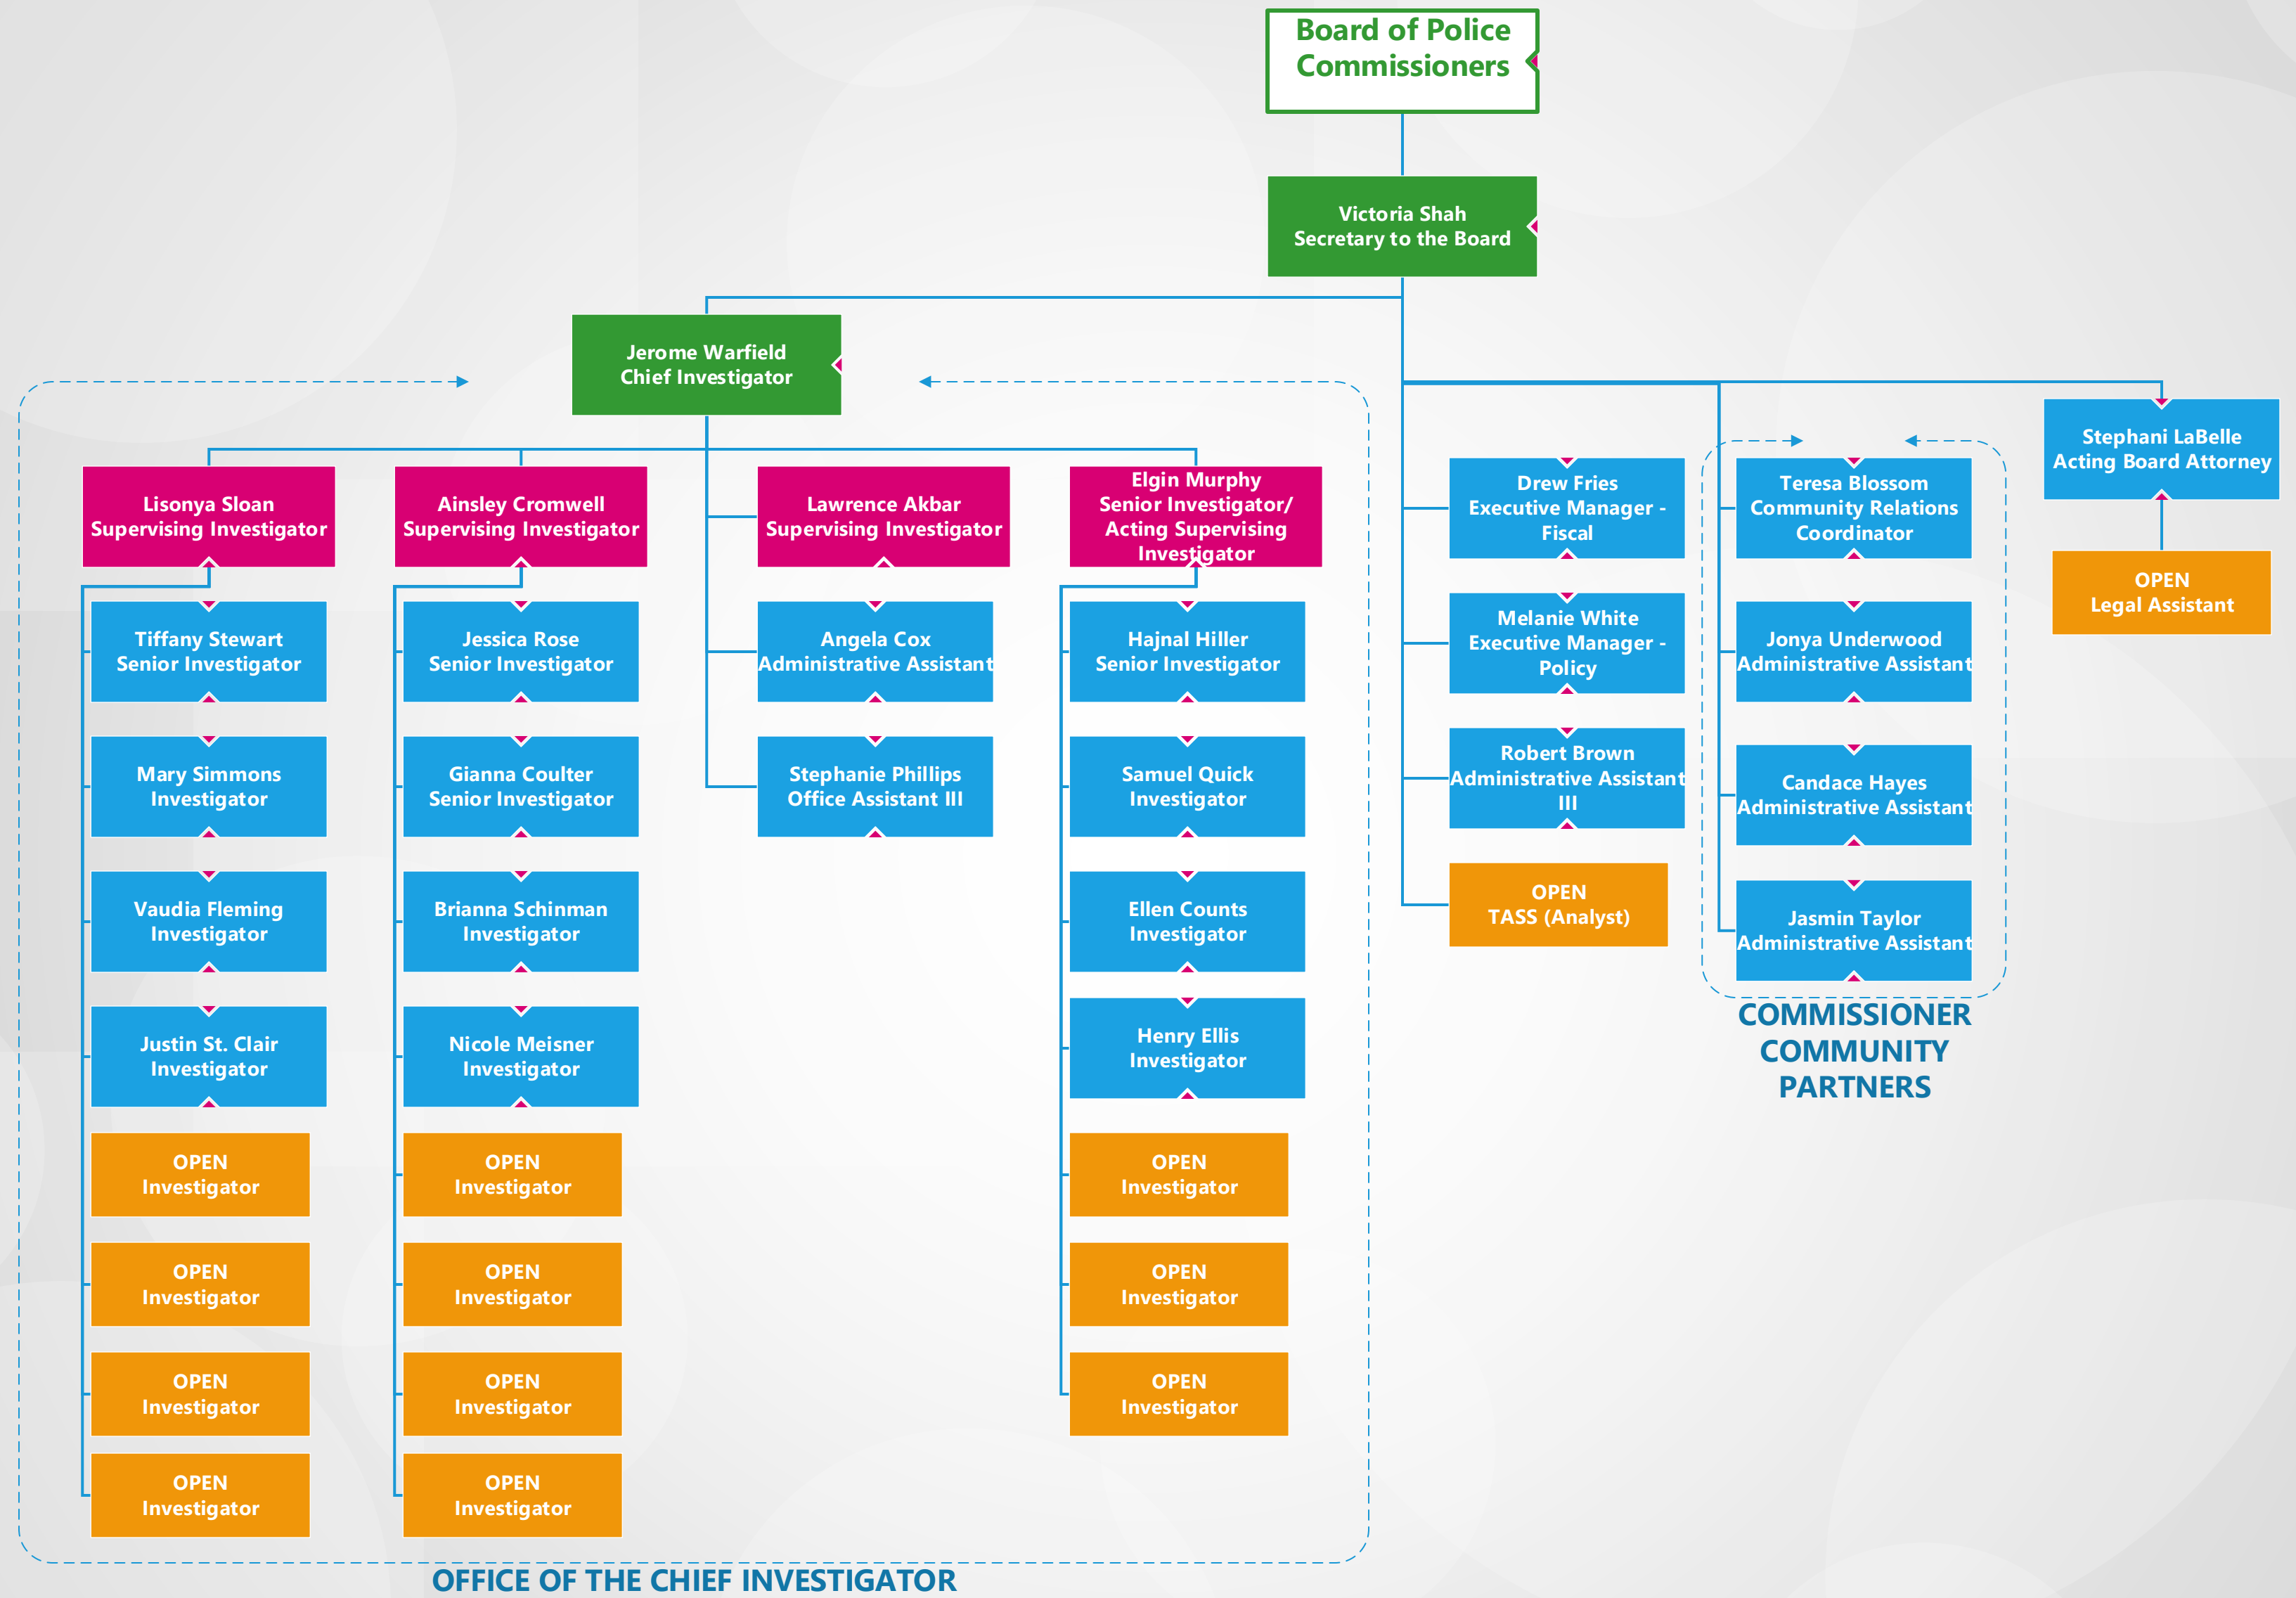 Board of Police
Commissioners
Victoria Shah
Secretary to the Board
Jerome Warfield
Chief Investigator
Lisonya Sloan
Supervising Investigator
Tiffany Stewart
Senior Investigator
Mary Simmons
Investigator
Vaudia Fleming
Investigator
Justin St. Clair
Investigator
OPEN
Investigator
OPEN
Investigator
OPEN
Investigator
OPEN
Investigator
Ainsley Cromwell
Supervising Investigator
Jessica Rose
Senior Investigator
Gianna Coulter
Senior Investigator
Brianna Schinman
Investigator
Nicole Meisner
Investigator
OPEN
Investigator
OPEN
Investigator
OPEN
Investigator
OPEN
Investigator
Lawrence Akbar
Supervising Investigator
Angela Cox
Administrative Assistant
Stephanie Phillips
Office Assistant III
Elgin Murphy
Senior Investigator/
Acting Supervising
Investigator
Hajnal Hiller
Senior Investigator
Samuel Quick
Investigator
Ellen Counts
Investigator
Henry Ellis
Investigator
OPEN
Investigator
OPEN
Investigator
OPEN
Investigator
OFFICE OF THE CHIEF INVESTIGATOR
Drew Fries
Executive Manager -
Fiscal
Melanie White
Executive Manager -
Policy
Robert Brown
Administrative Assistant
III
OPEN
TASS (Analyst)
Teresa Blossom
Community Relations
Coordinator
Jonya Underwood
Administrative Assistant
Candace Hayes
Administrative Assistant
Jasmin Taylor
Administrative Assistant
COMMISSIONER
COMMUNITY
PARTNERS
Stephani LaBelle
Acting Board Attorney
OPEN
Legal Assistant